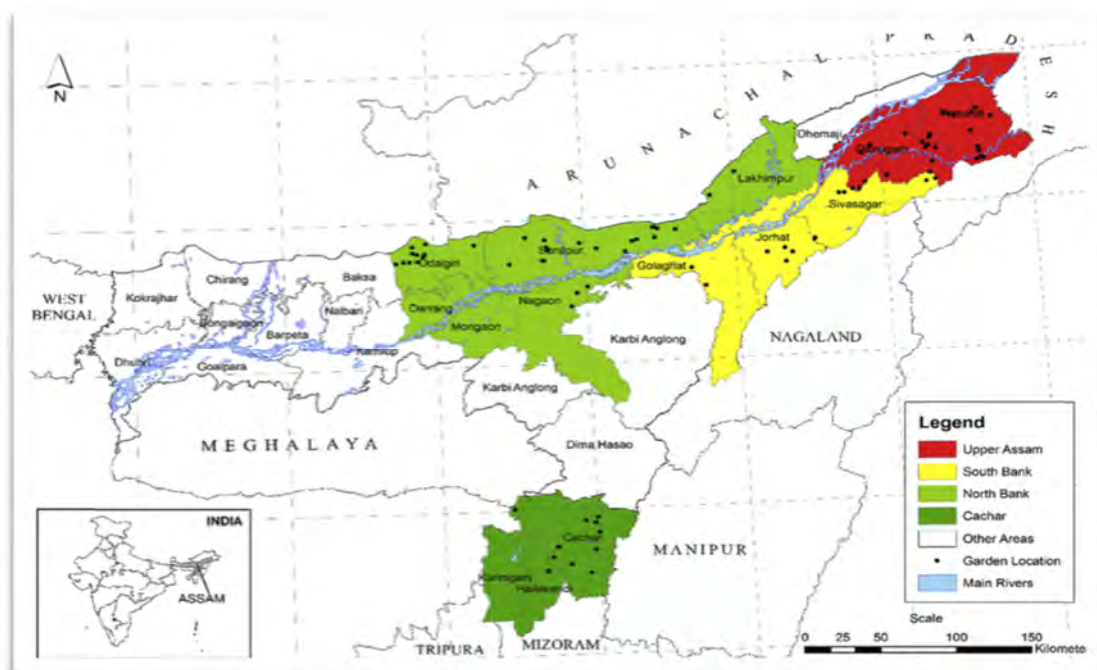 N
ARUNACHAL PRADESH
Dhemaji
Lakhimpur
Sivasagar
Jorhat
Golaghat
Sonitpur
Odalgiri
Darrang
Nagaon
Morigaon
Karbi Anglong
NAGALAND
WEST
BENGAL
Kokrajhar
Chirang
Baksa
Bongaigaon
Barpeta
Nalbari
Kamrup
Dhubri
Goalpara
Karbi Anglong
MEGHALAYA
Dima Hasao
Cachar
Karimganj
Hailakandi
MANIPUR
TRIPURA
MIZORAM
INDIA
ASSAM
Legend
Upper Assam
South Bank
North Bank
Cachar
Other Areas
Garden Location
Main Rivers
Scale
0 25 50 100 150
Kilomete